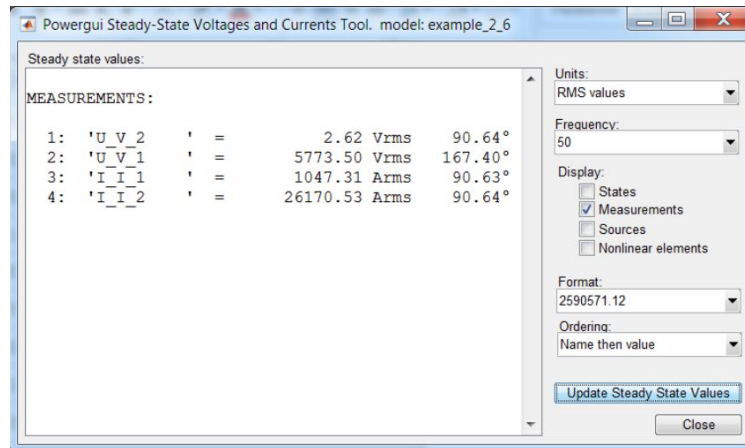 Powergui Steady-State Voltages and Currents Tool. model: example_2_6
Steady state values:
MEASUREMENTS:
1: 'U_V_2 ' = 2.62 Vrms 90.64°
2: 'U_V_1 ' = 5773.50 Vrms 167.40°
3: 'I_I_1 ' = 1047.31 Arms 90.63°
4: 'I_I_2 ' = 26170.53 Arms 90.64°
Units:
RMS values
Frequency:
50
Display:
States
Measurements
Sources
Nonlinear elements
Format:
2590571.12
Ordering:
Name then value
Update Steady State Values
Close